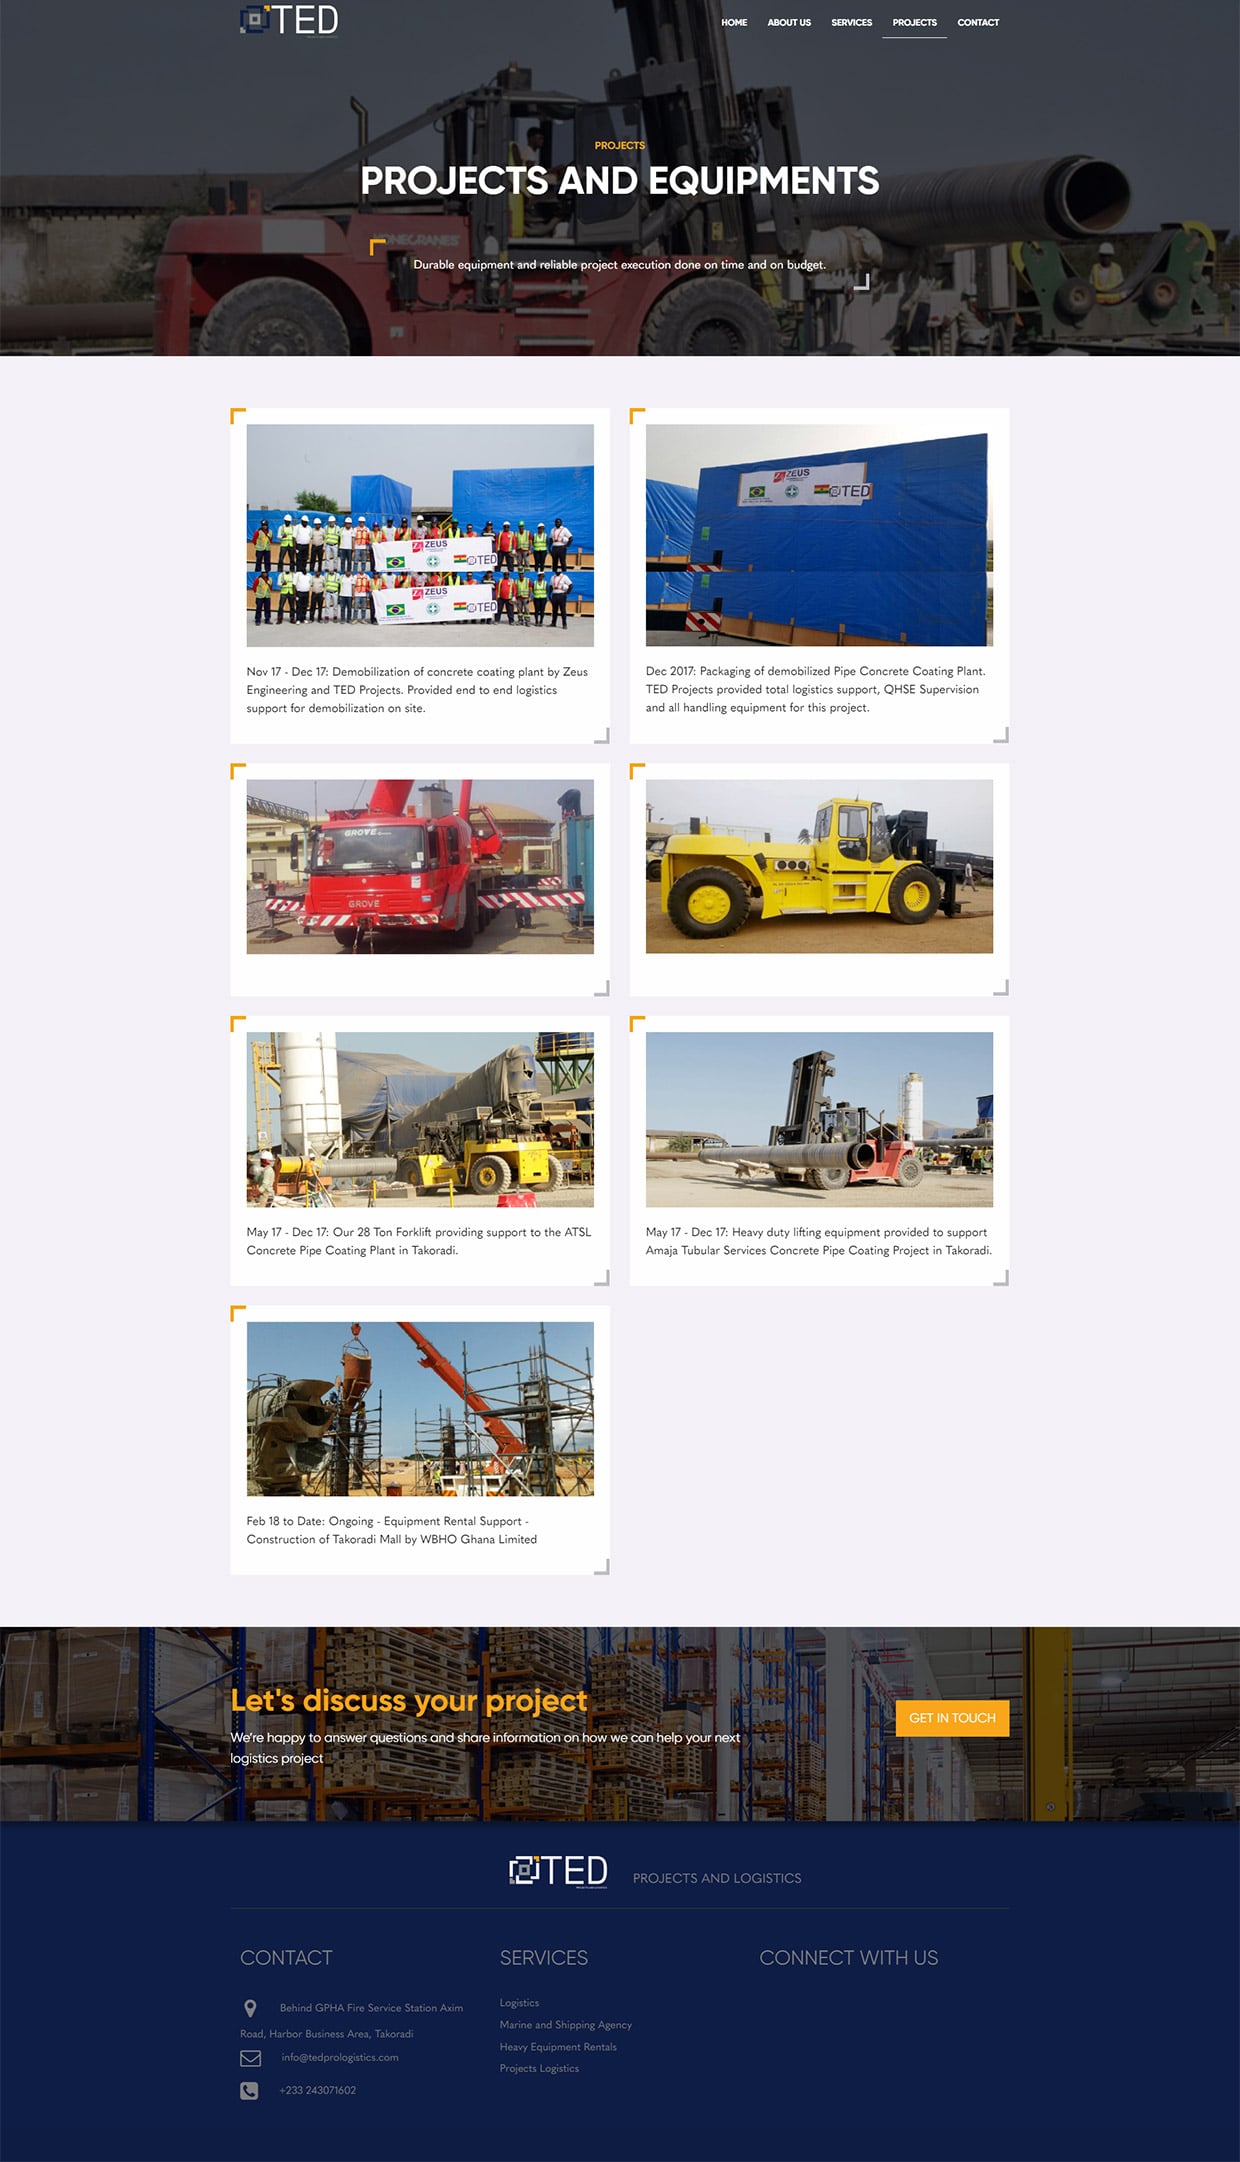 TED
HOME ABOUT US SERVICES PROJECTS CONTACT
PROJECTS
PROJECTS AND EQUIPMENTS
KONECRANES
Durable equipment and reliable project execution done on time and on budget.
ZEUS
TED
ZEUS
TED
ZEUS
TED
Nov 17 - Dec 17: Demobilization of concrete coating plant by Zeus
Engineering and TED Projects. Provided end to end logistics
support for demobilization on site.
Dec 2017: Packaging of demobilized Pipe Concrete Coating Plant.
TED Projects provided total logistics support, QHSE Supervision
and all handling equipment for this project.
GROVE
GROVE
May 17 - Dec 17: Our 28 Ton Forklift providing support to the ATSL
Concrete Pipe Coating Plant in Takoradi.
May 17 - Dec 17: Heavy duty lifting equipment provided to support
Amaja Tubular Services Concrete Pipe Coating Project in Takoradi.
Feb 18 to Date: Ongoing - Equipment Rental Support -
Construction of Takoradi Mall by WBHO Ghana Limited
Let's discuss your project
We're happy to answer questions and share information on how we can help your next
logistics project
GET IN TOUCH
TED
PROJECTS AND LOGISTICS
CONTACT
Behind GPHA Fire Service Station Axim
Road, Harbor Business Area, Takoradi
info@tedprologistics.com
+233 243071602
SERVICES
Logistics
Marine and Shipping Agency
Heavy Equipment Rentals
Projects Logistics
CONNECT WITH US